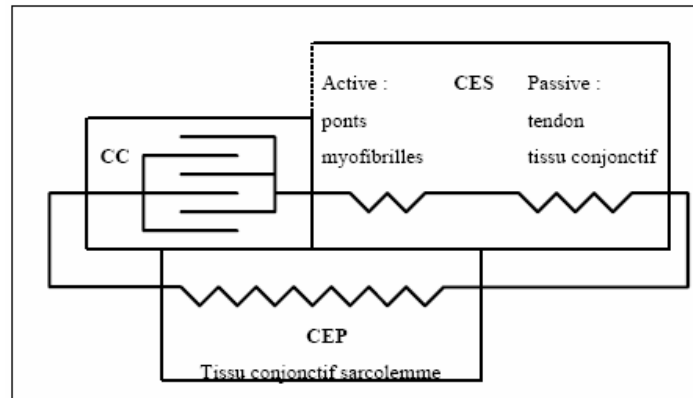 Active : CES Passive :
ponts tendon
CC myofibrilles tissu conjonctif
CEP
Tissu conjonctif sarcolemme